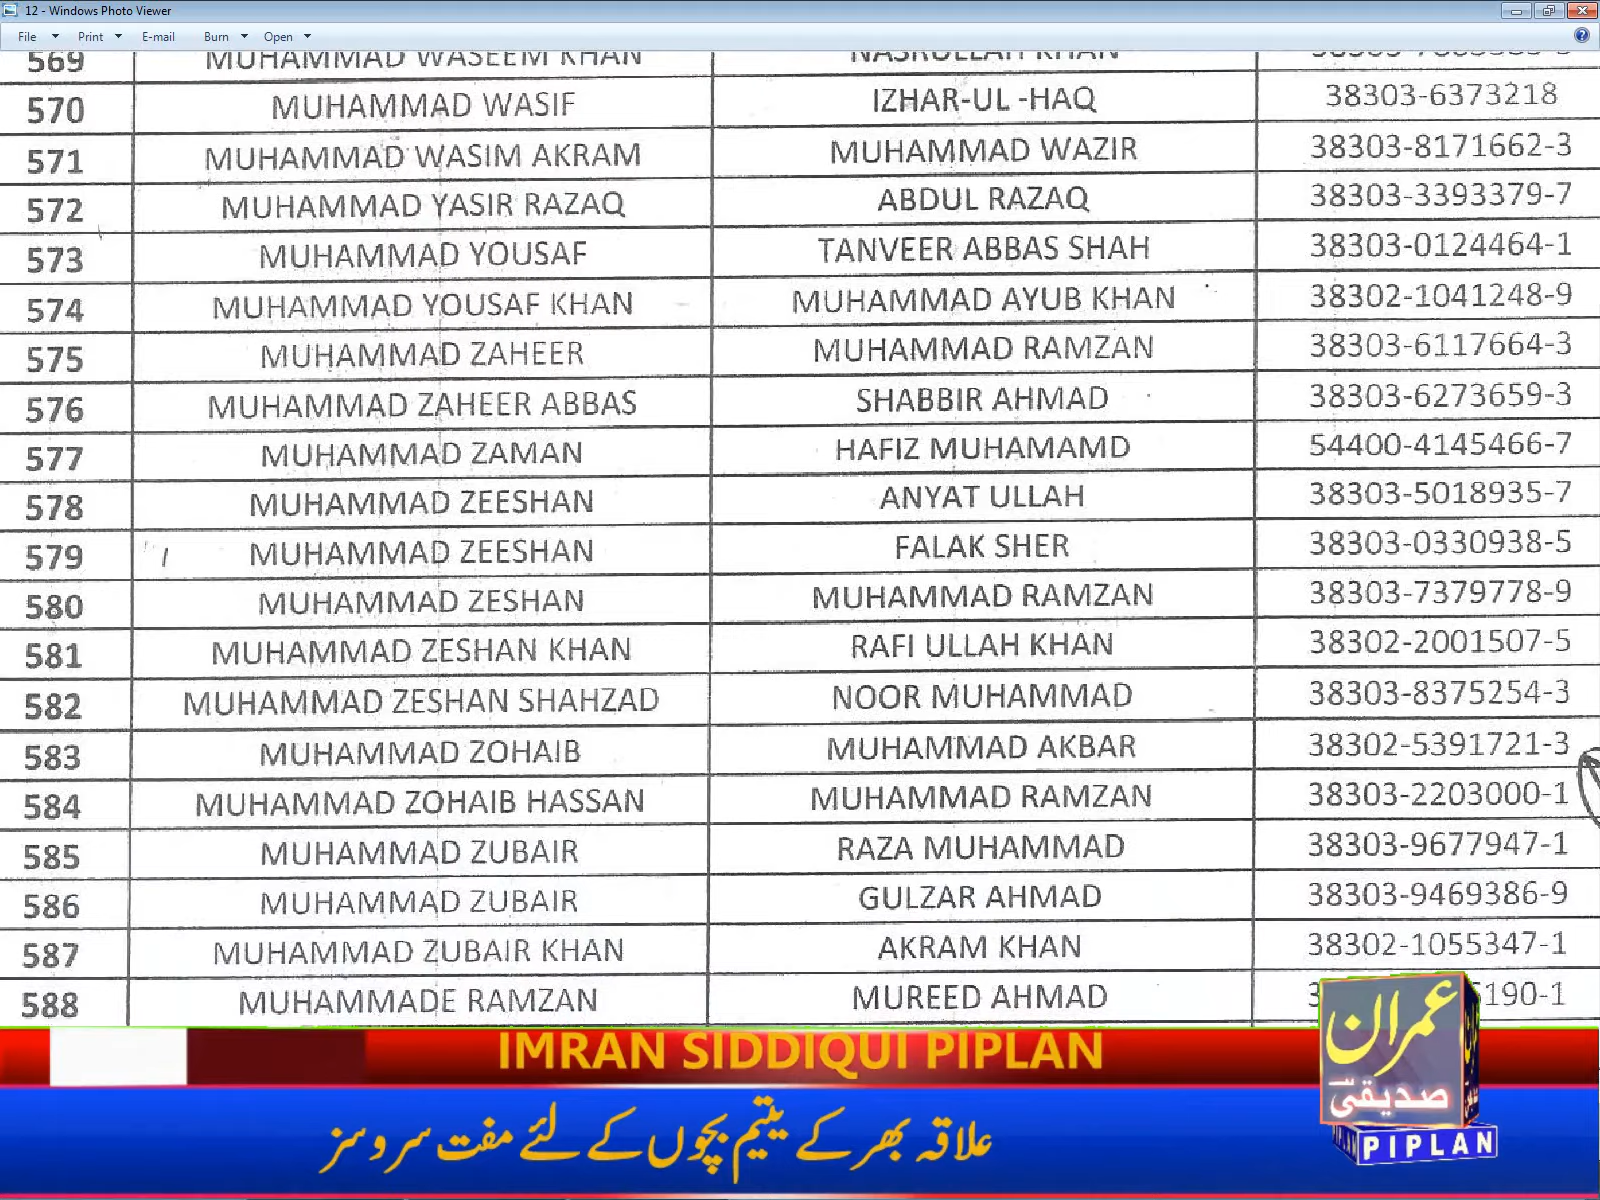 12 - Windows Photo Viewer
File Print E-mail Burn Open
569 MUHAMMAD WASEEM KHAN NASRULLAH KHAN
570 MUHAMMAD WASIF IZHAR-UL -HAQ 38303-6373218
571 MUHAMMAD WASIM AKRAM MUHAMMAD WAZIR 38303-8171662-3
572 MUHAMMAD YASIR RAZAQ ABDUL RAZAQ 38303-3393379-7
573 MUHAMMAD YOUSAF TANVEER ABBAS SHAH 38303-0124464-1
574 MUHAMMAD YOUSAF KHAN MUHAMMAD AYUB KHAN 38302-1041248-9
575 MUHAMMAD ZAHEER MUHAMMAD RAMZAN 38303-6117664-3
576 MUHAMMAD ZAHEER ABBAS SHABBIR AHMAD 38303-6273659-3
577 MUHAMMAD ZAMAN HAFIZ MUHAMAMD 54400-4145466-7
578 MUHAMMAD ZEESHAN ANYAT ULLAH 38303-5018935-7
579 MUHAMMAD ZEESHAN FALAK SHER 38303-0330938-5
580 MUHAMMAD ZESHAN MUHAMMAD RAMZAN 38303-7379778-9
581 MUHAMMAD ZESHAN KHAN RAFI ULLAH KHAN 38302-2001507-5
582 MUHAMMAD ZESHAN SHAHZAD NOOR MUHAMMAD 38303-8375254-3
583 MUHAMMAD ZOHAIB MUHAMMAD AKBAR 38302-5391721-3
584 MUHAMMAD ZOHAIB HASSAN MUHAMMAD RAMZAN 38303-2203000-1
585 MUHAMMAD ZUBAIR RAZA MUHAMMAD 38303-9677947-1
586 MUHAMMAD ZUBAIR GULZAR AHMAD 38303-9469386-9
587 MUHAMMAD ZUBAIR KHAN AKRAM KHAN 38302-1055347-1
588 MUHAMMADE RAMZAN MUREED AHMAD 190-1
IMRAN SIDDIQUI PIPLAN
علاقہ بھر کے یتیم بچوں کے لئے مفت سروسز
عمران
صدیقی
PIPLAN